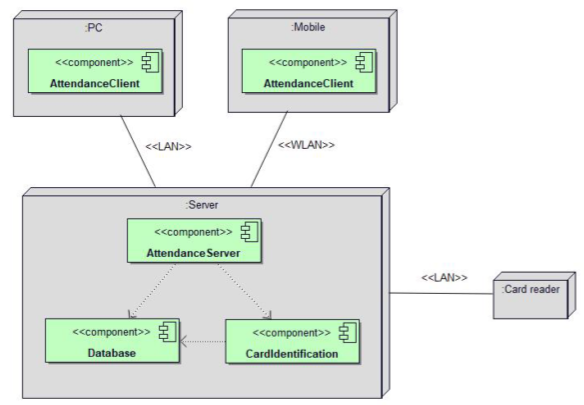 :PC
<<component>>
AttendanceClient
:Mobile
<<component>>
AttendanceClient
<<LAN>>
<<WLAN>>
:Server
<<component>>
AttendanceServer
<<LAN>>
:Card reader
<<component>>
Database
<<component>>
CardIdentification